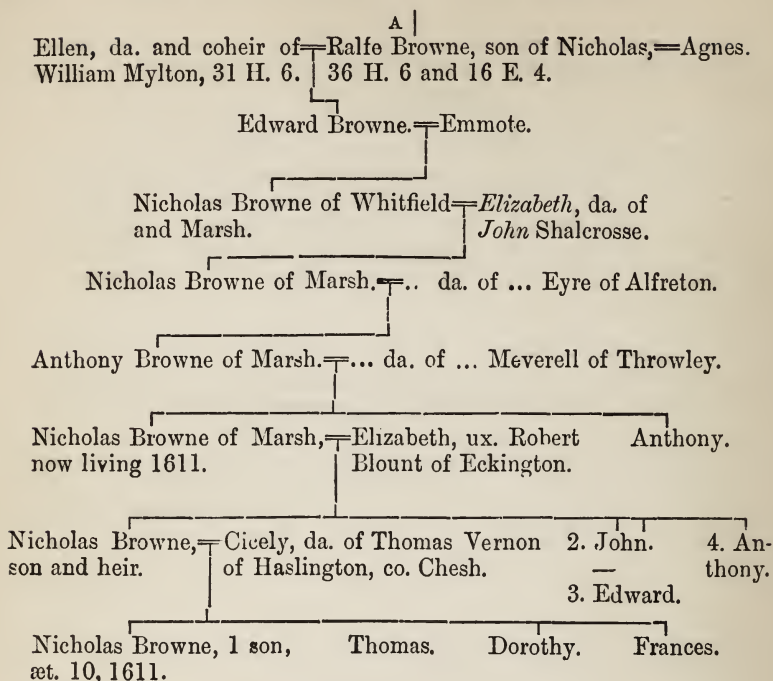 A
Ellen, da. and coheir of Ralfe Browne, son of Nicholas, Agnes.
William Mylton, 31 H. 6. 36 H. 6 and 16 E. 4.
Edward Browne. Emmote.
Nicholas Browne of Whitfield Elizabeth, da. of
and Marsh. John Shalcrosse.
Nicholas Browne of Marsh. .. da. of ... Eyre of Alfreton.
Anthony Browne of Marsh. ... da. of ... Meverell of Throwley.
Nicholas Browne of Marsh, Elizabeth, ux. Robert Anthony.
now living 1611. Blount of Eckington.
Nicholas Browne, Cicely, da. of Thomas Vernon 2. John. 4. An-
son and heir. of Haslington, co. Chesh. — thony.
3. Edward.
Nicholas Browne, 1 son, Thomas. Dorothy. Frances.
æt. 10, 1611.